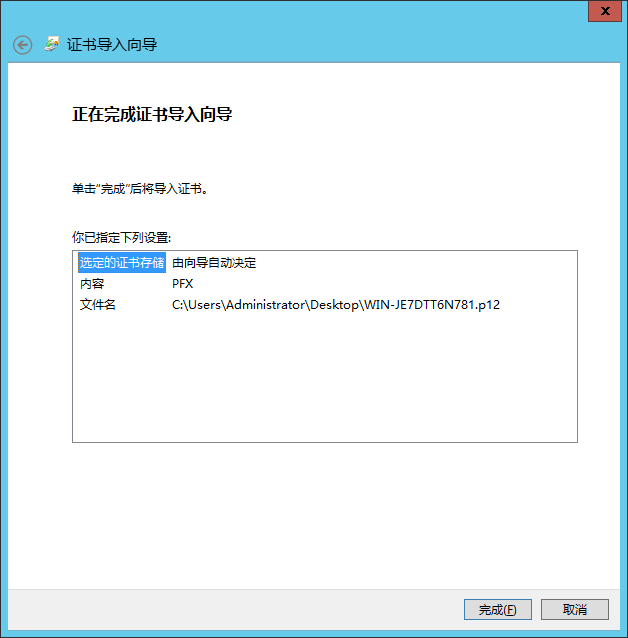 证书导入向导
正在完成证书导入向导
单击"完成"后将导入证书。
你已指定下列设置:
选定的证书存储 由向导自动决定
内容 PFX
文件名 C:\Users\Administrator\Desktop\WIN-JE7DTT6N781.p12
完成(F) 取消